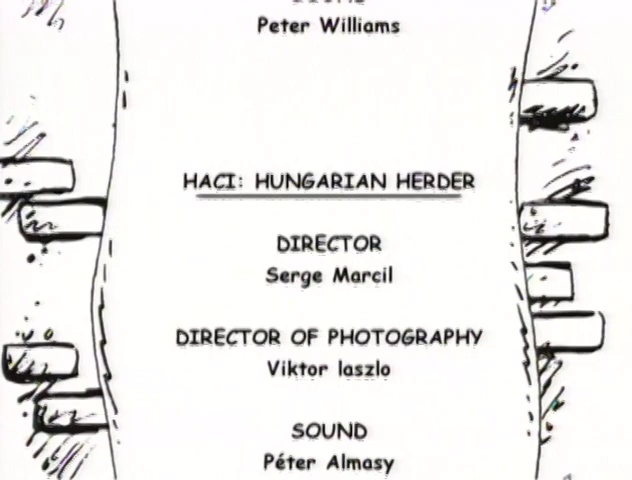 Peter Williams
HACI: HUNGARIAN HERDER
DIRECTOR
Serge Marcil
DIRECTOR OF PHOTOGRAPHY
Viktor laszlo
SOUND
Péter Almasy